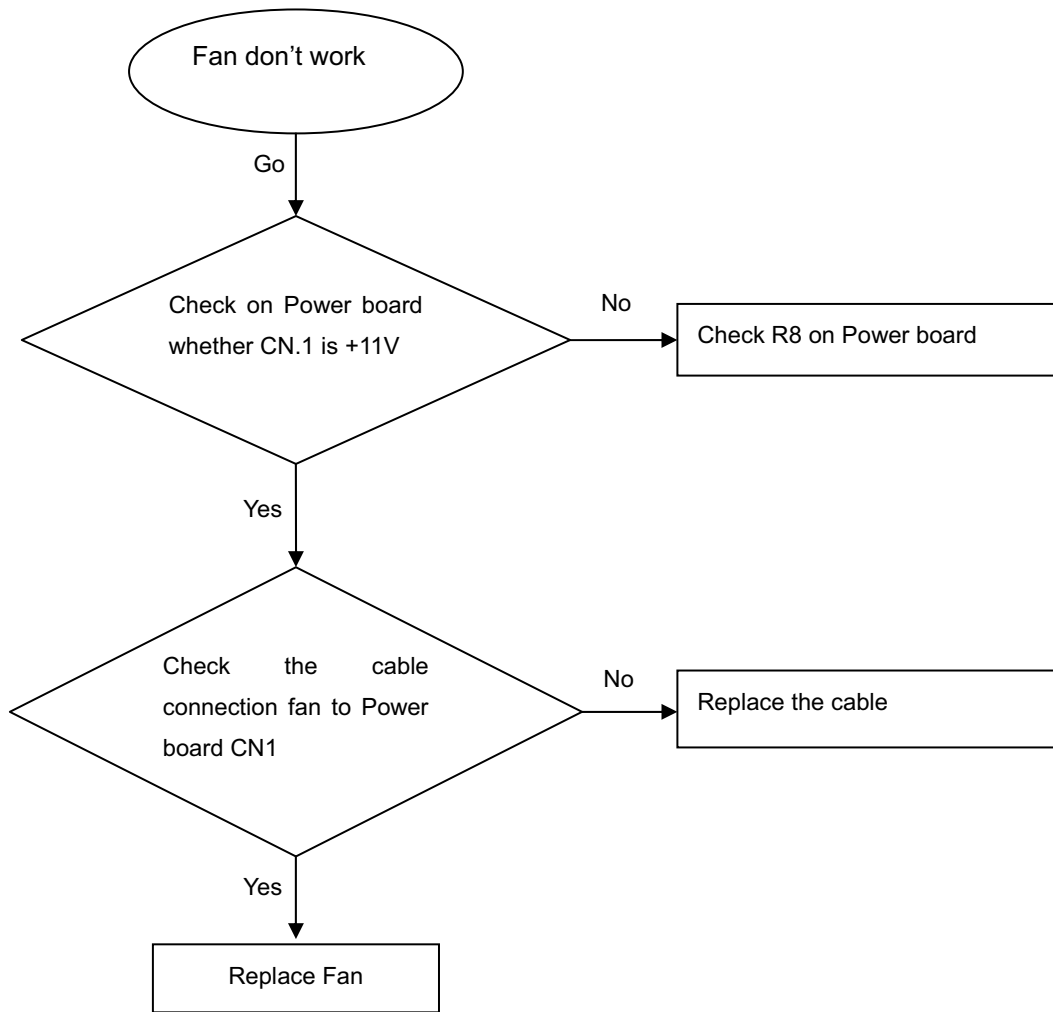 Fan don’t work
Go
Check on Power board
whether CN.1 is +11V
No
Check R8 on Power board
Yes
Check the cable
connection fan to Power
board CN1
No
Replace the cable
Yes
Replace Fan